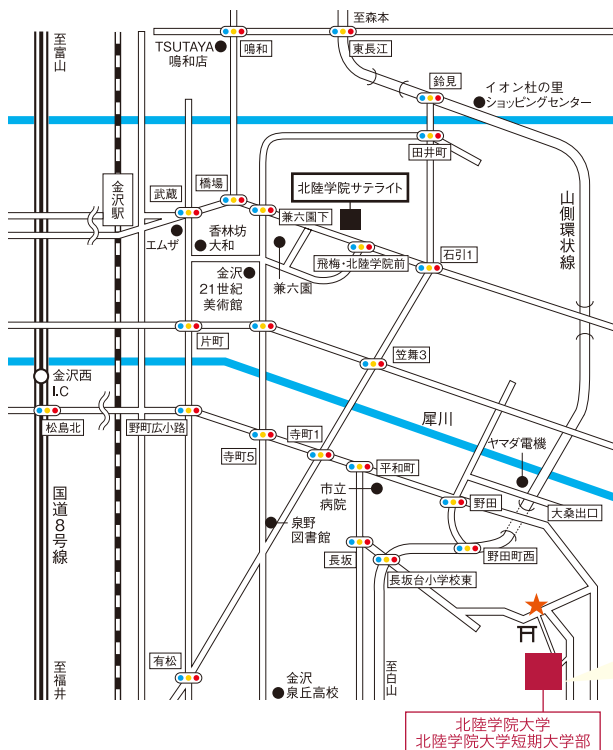 至森本
至富山
TSUTAYA
鳴和店
鳴和
東長江
鈴見
イオン杜の里
ショッピングセンター
田井町
金沢駅
武蔵
橋場
北陸学院サテライト
兼六園下
山側環状線
エムザ
香林坊
大和
飛梅・北陸学院前
石引1
金沢
21世紀
美術館
兼六園
片町
笠舞3
金沢西
I.C
犀川
松島北
野町広小路
寺町5
寺町1
平和町
ヤマダ電機
市立
病院
野田
大桑出口
国道8号線
泉野
図書館
長坂
野田町西
長坂台小学校東
有松
至福井
金沢
泉丘高校
至白山
北陸学院大学
北陸学院大学短期大学部